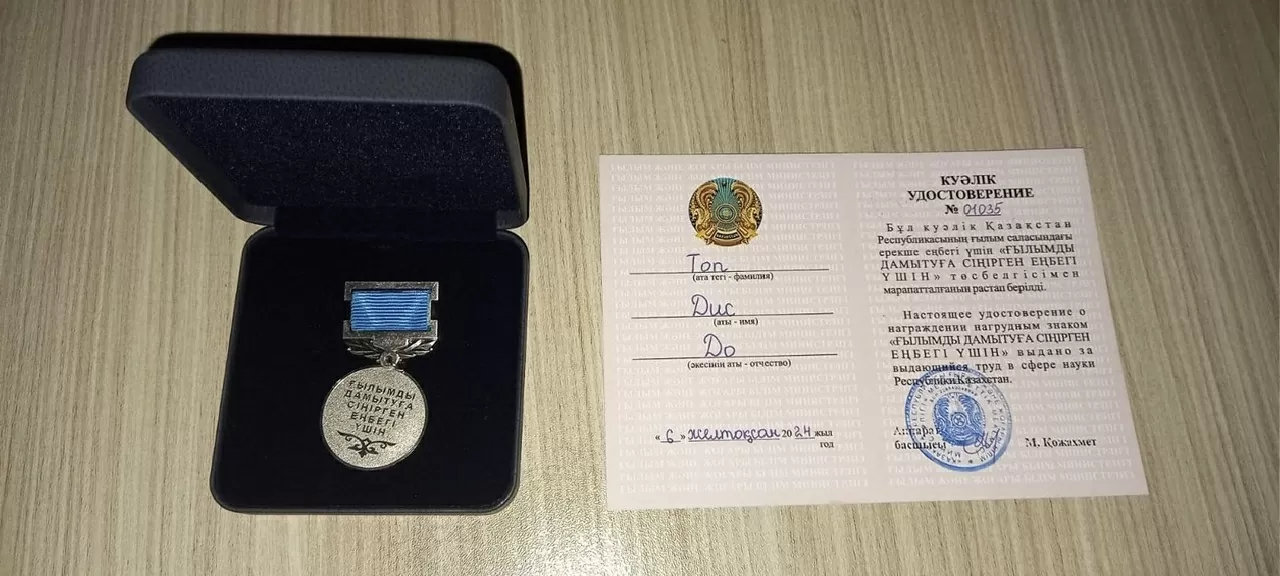 ҒЫЛЫМДЫ
ДАМЫТУҒА
СІҢІРГЕН
ЕҢБЕГІ
ҮШІН
Топ
(ата тегі - фамилия)
Дис
(аты - имя)
До
(әкесінің аты - отчество)
« 6 » желтоқсан 2024 жыл
год
КУӘЛІК
УДОСТОВЕРЕНИЕ
№ 01035
Бұл куәлік Қазақстан
Республикасының ғылым саласындағы
ерекше еңбегі үшін «ҒЫЛЫМДЫ
ДАМЫТУҒА СІҢІРГЕН ЕҢБЕГІ
ҮШІН» төсбелгісімен
марапатталғанын растап берілді.
Настоящее удостоверение о
награждении нагрудным знаком
«ҒЫЛЫМДЫ ДАМЫТУҒА СІҢІРГЕН
ЕҢБЕГІ ҮШІН» выдано за
выдающийся труд в сфере науки
Республики Казахстан.
басшысы М. Қожахмет